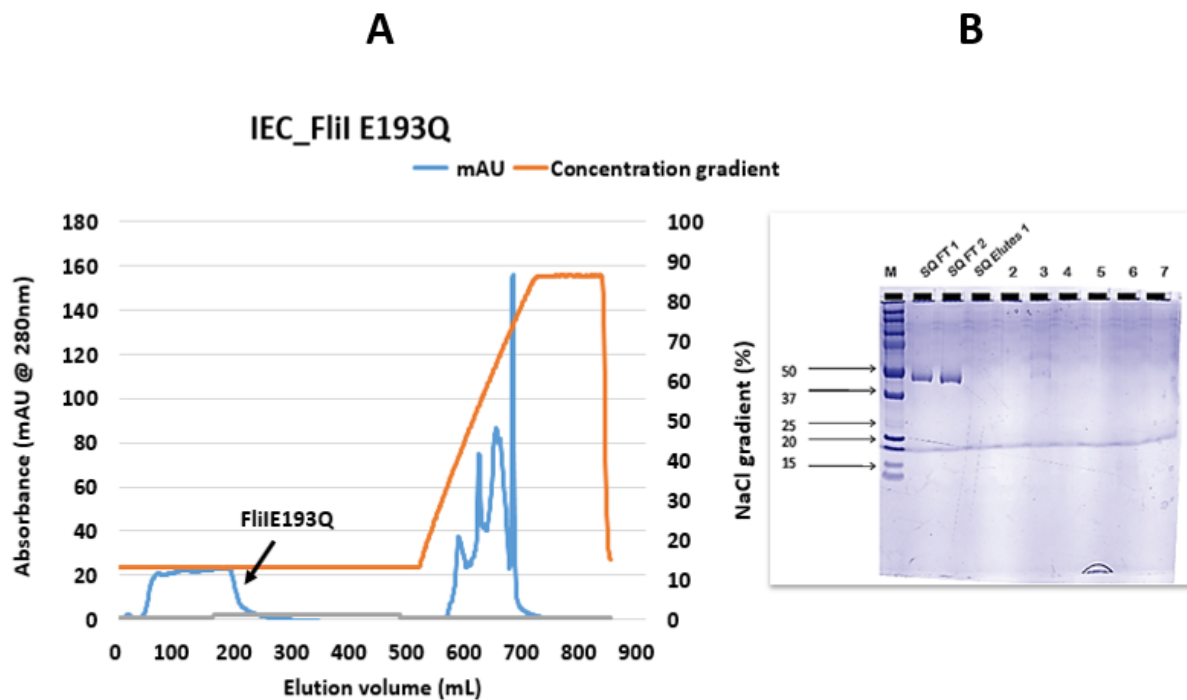 A
B
IEC_FliI E193Q
mAU Concentration gradient
180
160
140
120
100
80
60
40
20
0
Absorbance (mAU @ 280nm)
100
90
80
70
60
50
40
30
20
10
0
NaCl gradient (%)
FliIE193Q
0 100 200 300 400 500 600 700 800 900
Elution volume (mL)
M SQ FT 1 SQ FT 2 SQ Elutes 1 2 3 4 5 6 7
50
37
25
20
15